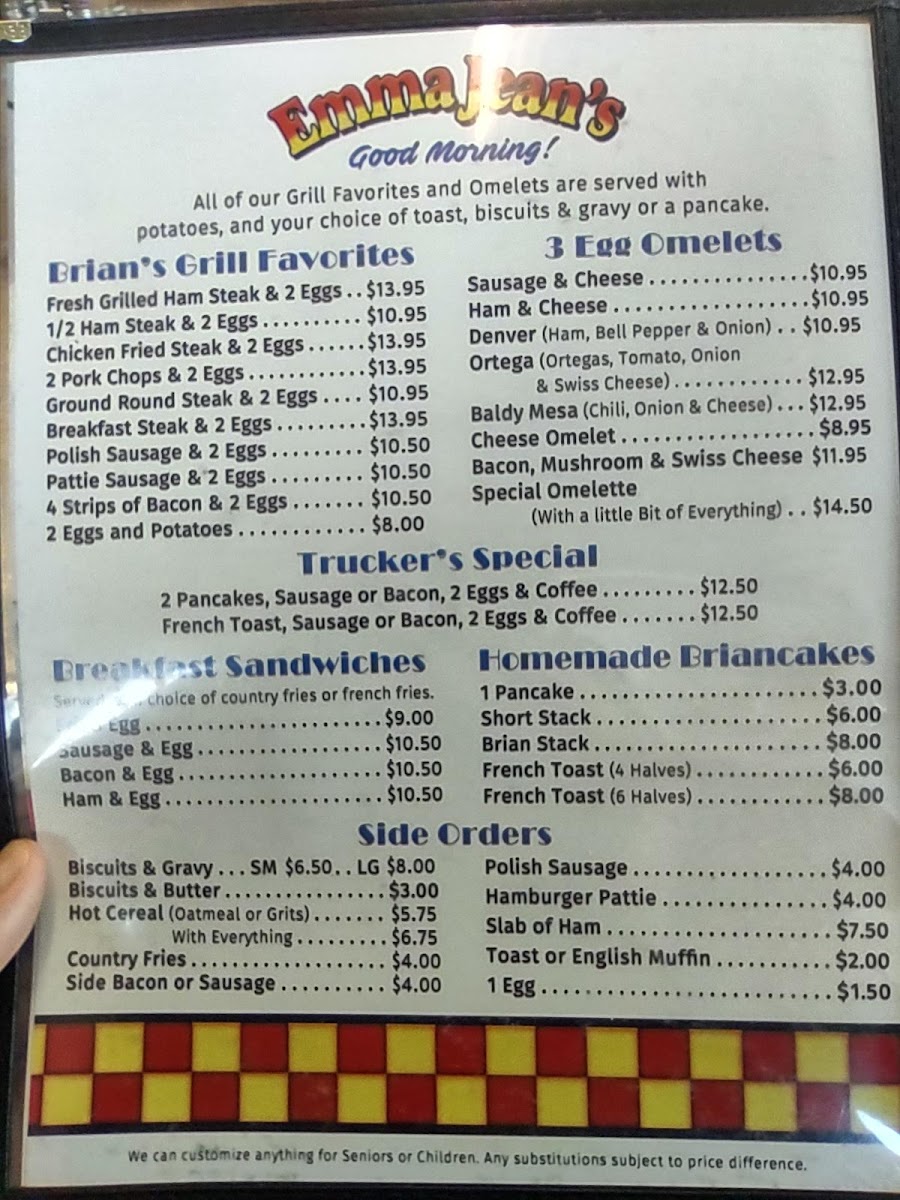 Emma Jean's
Good Morning!
All of our Grill Favorites and Omelets are served with
potatoes, and your choice of toast, biscuits & gravy or a pancake.
Brian's Grill Favorites
Fresh Grilled Ham Steak & 2 Eggs..$13.95
1/2 Ham Steak & 2 Eggs..........$10.95
Chicken Fried Steak & 2 Eggs......$13.95
2 Pork Chops & 2 Eggs............$13.95
Ground Round Steak & 2 Eggs....$10.95
Breakfast Steak & 2 Eggs.........$13.95
Polish Sausage & 2 Eggs.........$10.50
Pattie Sausage & 2 Eggs.........$10.50
4 Strips of Bacon & 2 Eggs.......$10.50
2 Eggs and Potatoes............$8.00
3 Egg Omelets
Sausage & Cheese...............$10.95
Ham & Cheese..................$10.95
Denver (Ham, Bell Pepper & Onion)..$10.95
Ortega (Ortegas, Tomato, Onion
& Swiss Cheese)............$12.95
Baldy Mesa (Chili, Onion & Cheese)...$12.95
Cheese Omelet..................$8.95
Bacon, Mushroom & Swiss Cheese $11.95
Special Omelette
(With a little Bit of Everything)..$14.50
Trucker's Special
2 Pancakes, Sausage or Bacon, 2 Eggs & Coffee.........$12.50
French Toast, Sausage or Bacon, 2 Eggs & Coffee.......$12.50
Breakfast Sandwiches
choice of country fries or french fries.
Egg......................$9.00
Sausage & Egg.................$10.50
Bacon & Egg...................$10.50
Ham & Egg....................$10.50
Homemade Briancakes
1 Pancake.......................$3.00
Short Stack......................$6.00
Brian Stack......................$8.00
French Toast (4 Halves)............$6.00
French Toast (6 Halves)............$8.00
Side Orders
Biscuits & Gravy...SM $6.50..LG $8.00
Biscuits & Butter...............$3.00
Hot Cereal (Oatmeal or Grits).......$5.75
With Everything.........$6.75
Country Fries...................$4.00
Side Bacon or Sausage..........$4.00
Polish Sausage...................$4.00
Hamburger Pattie................$4.00
Slab of Ham.....................$7.50
Toast or English Muffin...........$2.00
1 Egg...........................$1.50
We can customize anything for Seniors or Children. Any substitutions subject to price difference.